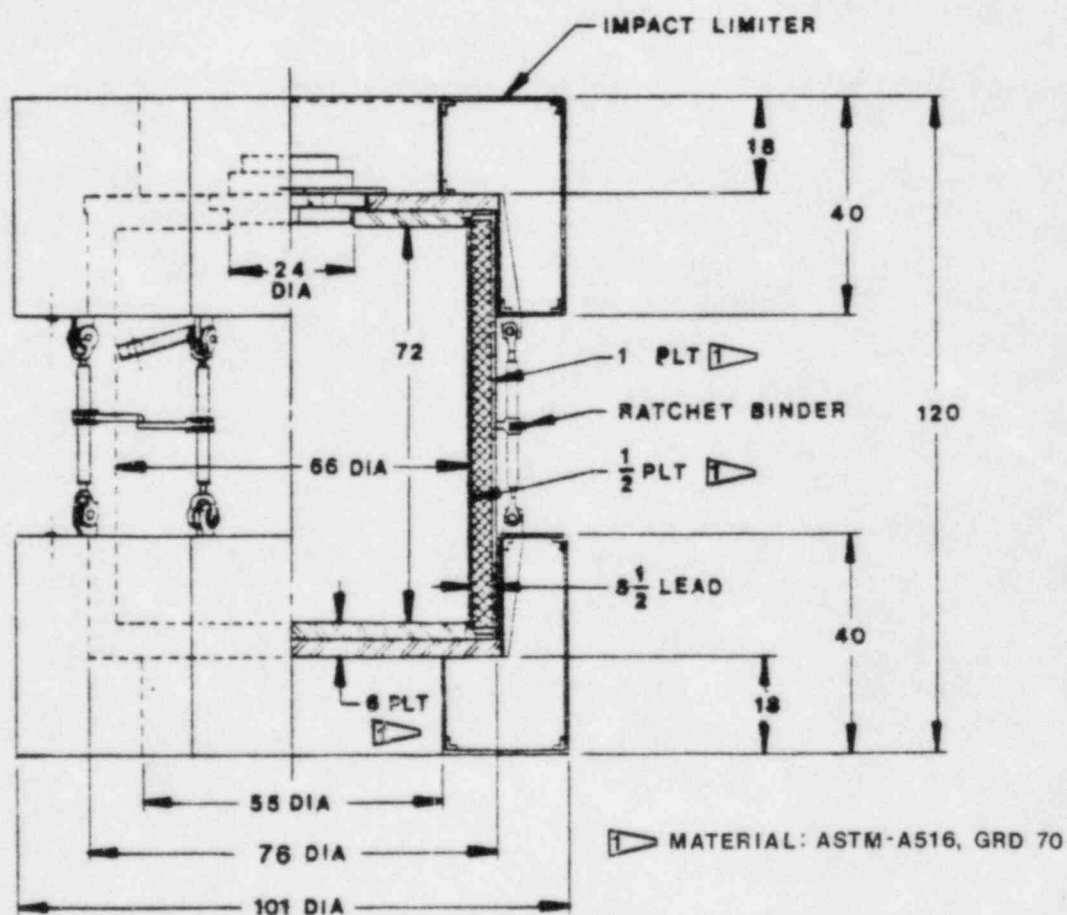 IMPACT LIMITER
18
40
24
DIA
72
1 PLT 1
RATCHET BINDER
120
66 DIA
1/2 PLT 1
3 1/2 LEAD
40
6 PLT
1
18
55 DIA
76 DIA
1 MATERIAL: ASTM-A516, GRD 70
101 DIA